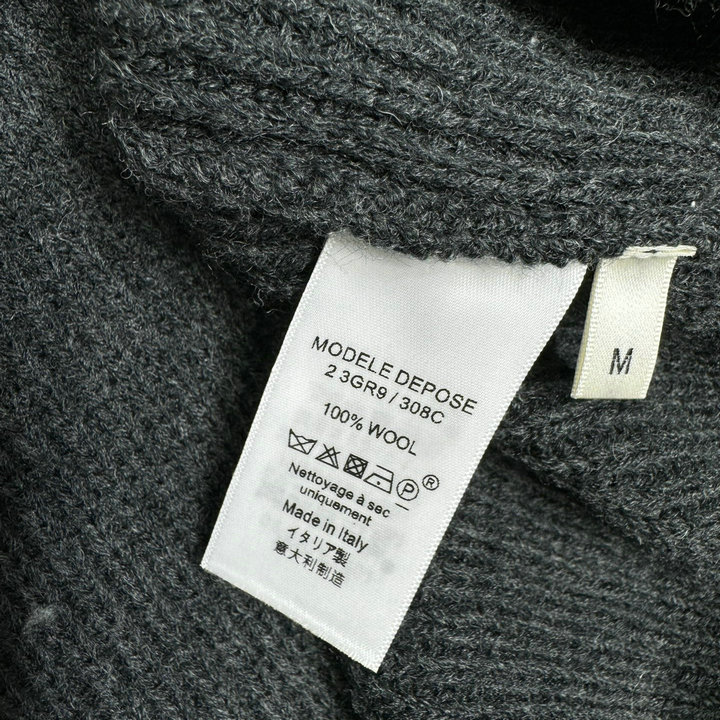 MODELE DEPOSE
2 3GR9 / 308C
100% WOOL
P ®
Nettoyage à sec
uniquement
Made in Italy
イタリア製
意大利制造
M